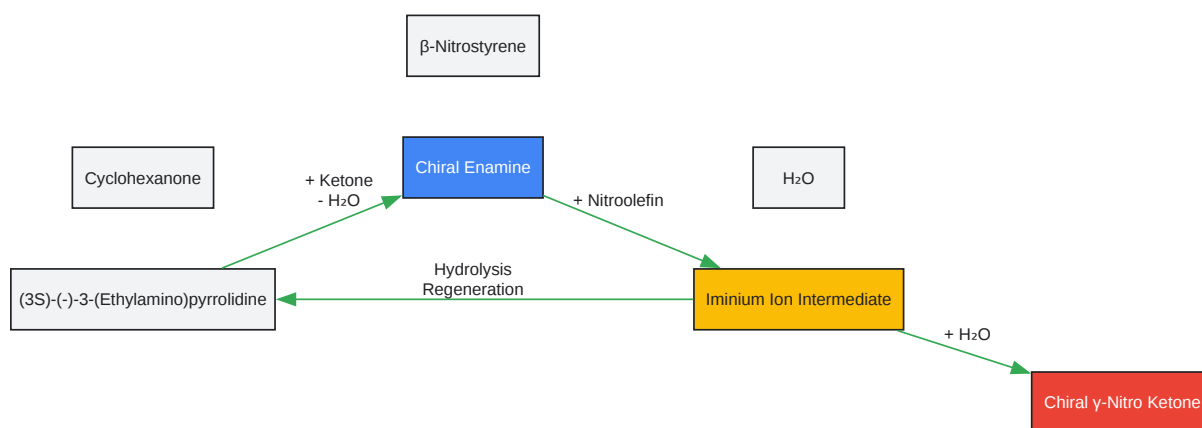 β-Nitrostyrene
Cyclohexanone
+ Ketone
- H₂O
Chiral Enamine
+ Nitroolefin
H₂O
(3S)-(-)-3-(Ethylamino)pyrrolidine
Hydrolysis
Regeneration
Iminium Ion Intermediate
+ H₂O
Chiral γ-Nitro Ketone